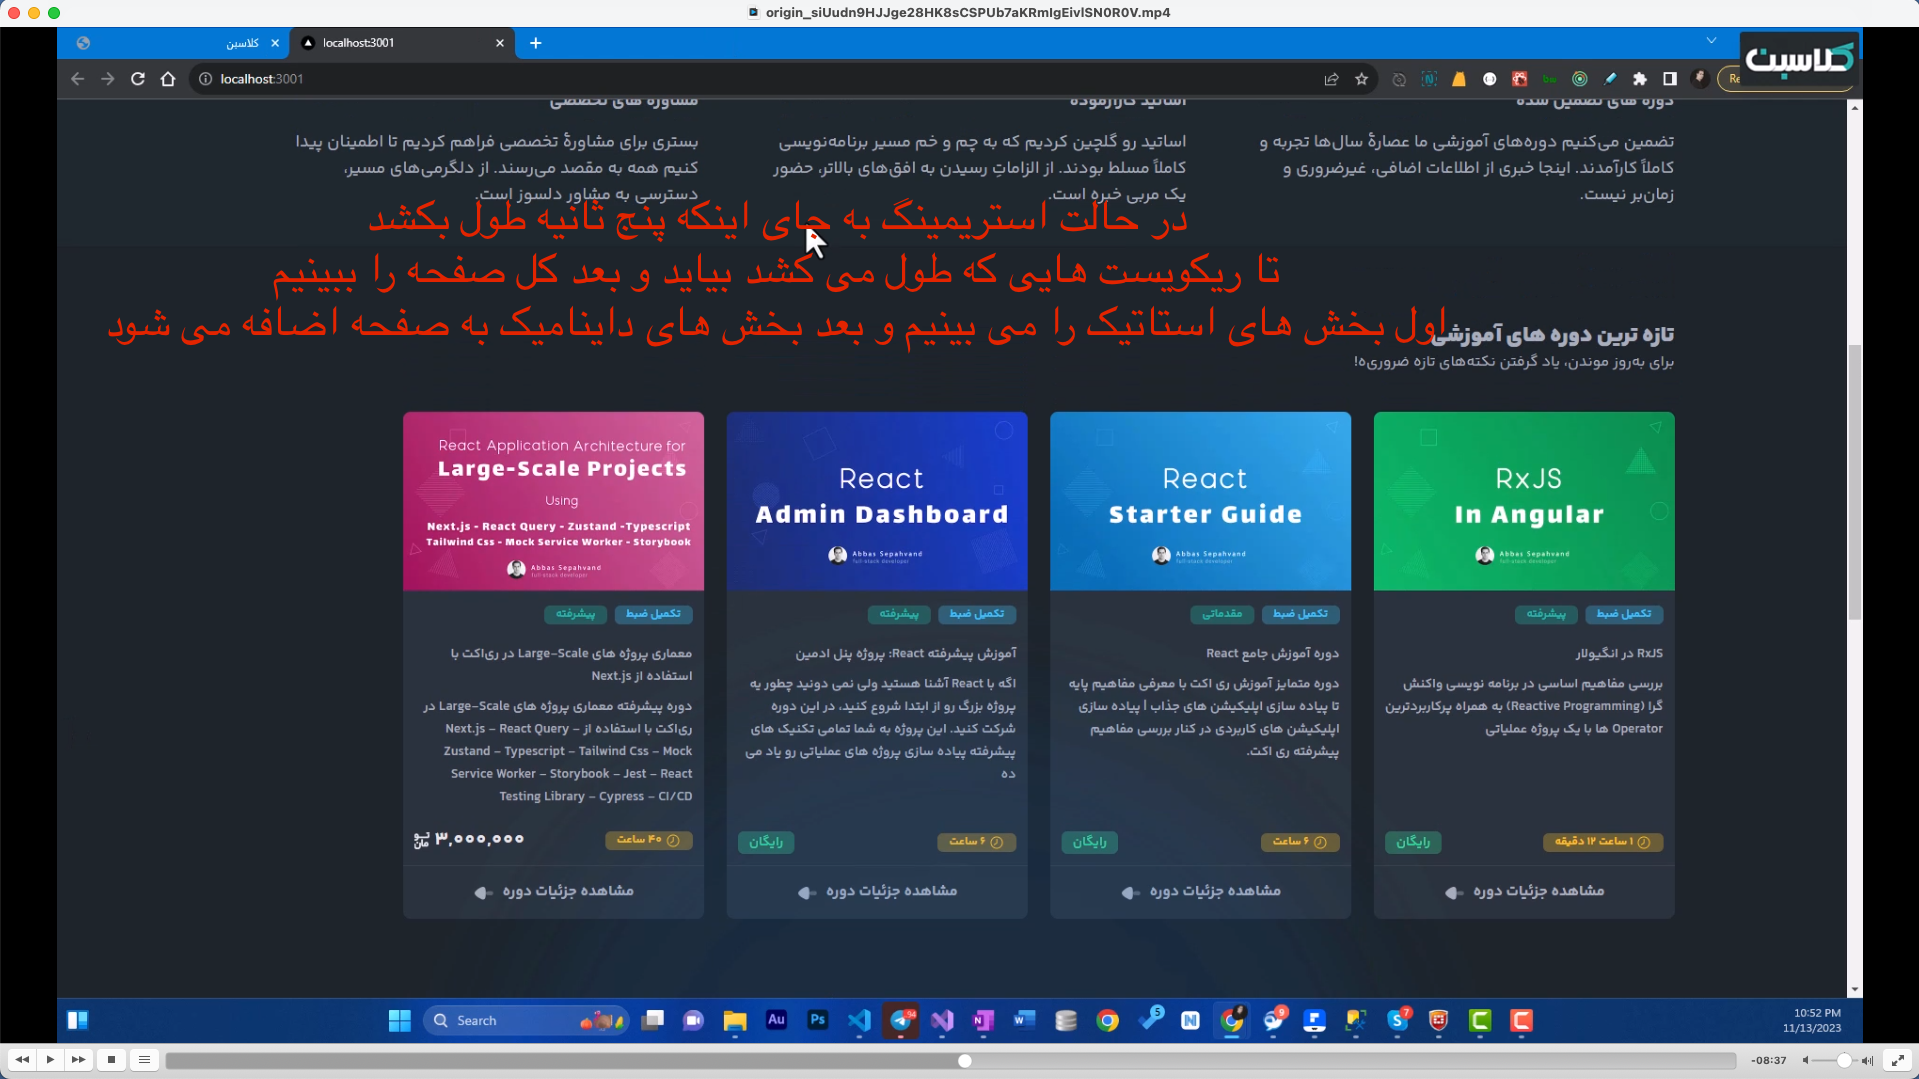 origin_siUudn9HJJge28HK8sCSPUb7aKRmIgEivlSN0R0V.mp4
کلاسبن
localhost:3001
کلاسبن
localhost:3001
دوره های تضمین شده
تضمین می‌کنیم دوره‌های آموزشی ما عصارهٔ سال‌ها تجربه و
کاملاً کارآمدند. اینجا خبری از اطلاعات اضافی، غیرضروری و
زمان‌بر نیست.
اساتید کارآزموده
اساتید رو گلچین کردیم که به چم و خم مسیر برنامه‌نویسی
کاملاً مسلط بودند. از الزاماتِ رسیدن به افق‌های بالاتر، حضور
یک مربی خبره است.
مشاوره های تخصصی
بستری برای مشاورهٔ تخصصی فراهم کردیم تا اطمینان پیدا
کنیم همه به مقصد می‌رسند. از دلگرمی‌های مسیر،
دسترسی به مشاور دلسوز است.
در حالت استریمینگ به جای اینکه پنج ثانیه طول بکشد
تا ریکویست هایی که طول می کشد بیاید و بعد کل صفحه را ببینیم
اول بخش های استاتیک را می بینیم و بعد بخش های داینامیک به صفحه اضافه می شود
تازه ترین دوره های آموزشی
برای به‌روز موندن، یاد گرفتن نکته‌های تازه ضروریه!
RxJS
In Angular
Abbas Sepahvand
full-stack developer
تکمیل ضبط
پیشرفته
RxJS در انگیولار
بررسی مفاهیم اساسی در برنامه نویسی واکنش
گرا (Reactive Programming) به همراه پرکاربردترین
Operator ها با یک پروژه عملیاتی
۱ ساعت ۱۲ دقیقه
رایگان
مشاهده جزئیات دوره
React
Starter Guide
Abbas Sepahvand
full-stack developer
تکمیل ضبط
مقدماتی
دوره آموزش جامع React
دوره متمایز آموزش ری اکت با معرفی مفاهیم پایه
تا پیاده سازی اپلیکیشن های جذاب | پیاده سازی
اپلیکیشن های کاربردی در کنار بررسی مفاهیم
پیشرفته ری اکت.
۶ ساعت
رایگان
مشاهده جزئیات دوره
React
Admin Dashboard
Abbas Sepahvand
full-stack developer
تکمیل ضبط
پیشرفته
آموزش پیشرفته React: پروژه پنل ادمین
اگه با React آشنا هستید ولی نمی دونید چطور یه
پروژه بزرگ رو از ابتدا شروع کنید، در این دوره
شرکت کنید. این پروژه به شما تمامی تکنیک های
پیشرفته پیاده سازی پروژه های عملیاتی رو یاد می
ده
۶ ساعت
رایگان
مشاهده جزئیات دوره
React Application Architecture for
Large-Scale Projects
Using
Next.js - React Query - Zustand -Typescript
Tailwind Css - Mock Service Worker - Storybook
Abbas Sepahvand
full-stack developer
تکمیل ضبط
پیشرفته
معماری پروژه های Large-Scale در ری‌اکت با
استفاده از Next.js
دوره پیشرفته معماری پروژه های Large-Scale در
ری‌اکت با استفاده از Next.js – React Query –
Zustand – Typescript – Tailwind Css – Mock
Service Worker – Storybook – Jest – React
Testing Library – Cypress – CI/CD
۴۰ ساعت
۳,۰۰۰,۰۰۰ تومان
مشاهده جزئیات دوره
Search
10:52 PM
11/13/2023
-08:37